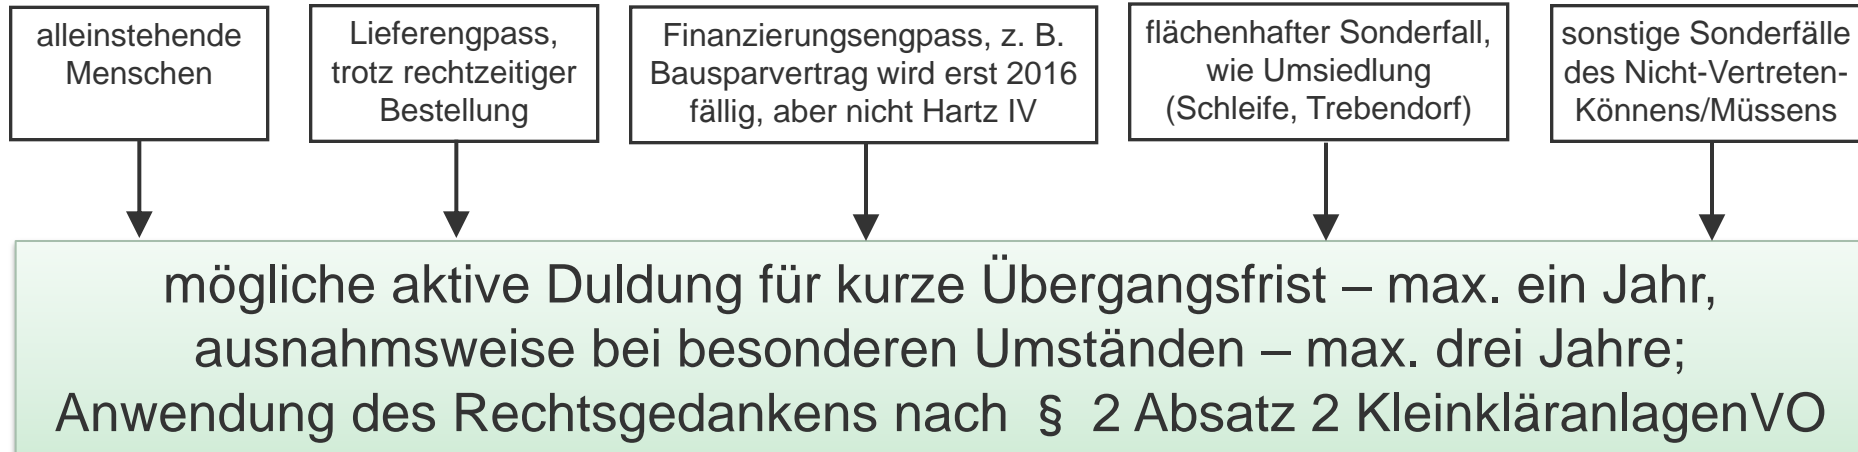 alleinstehende
Menschen
Lieferengpass,
trotz rechtzeitiger
Bestellung
Finanzierungsengpass, z. B.
Bausparvertrag wird erst 2016
fällig, aber nicht Hartz IV
flächenhafter Sonderfall,
wie Umsiedlung
(Schleife, Trebendorf)
sonstige Sonderfälle
des Nicht-Vertreten-
Könnens/Müssens
mögliche aktive Duldung für kurze Übergangsfrist – max. ein Jahr,
ausnahmsweise bei besonderen Umständen – max. drei Jahre;
Anwendung des Rechtsgedankens nach § 2 Absatz 2 KleinkläranlagenVO